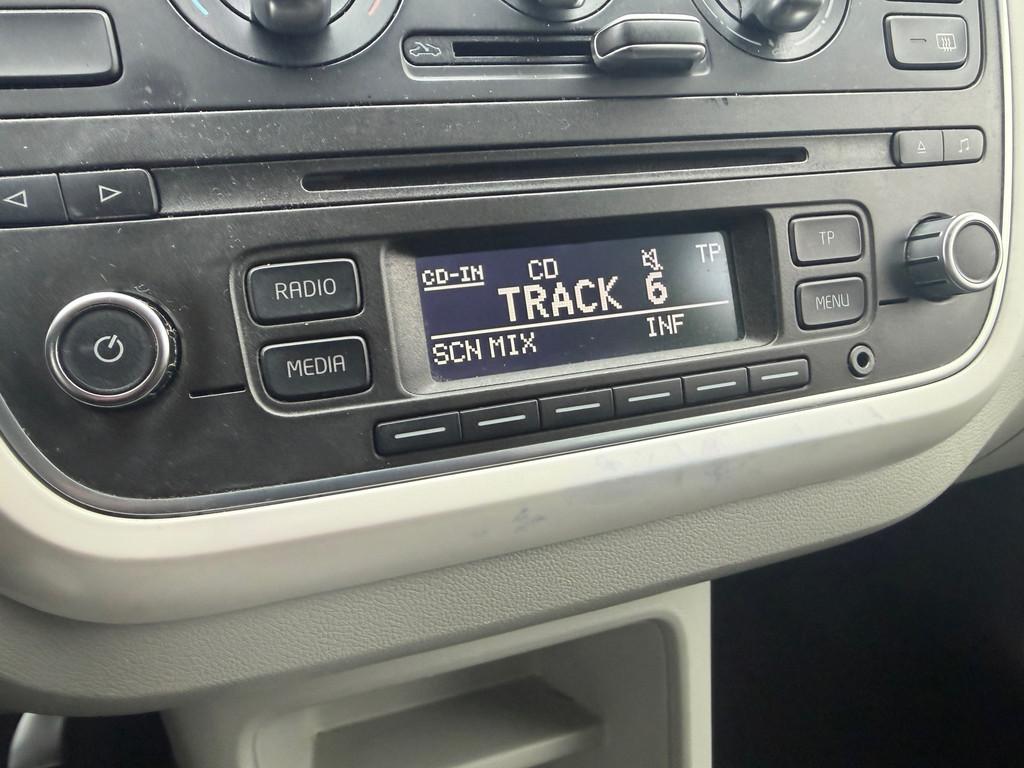 RADIO
MEDIA
CD-IN CD TP
TRACK 6
SCN MIX INF
TP
MENU